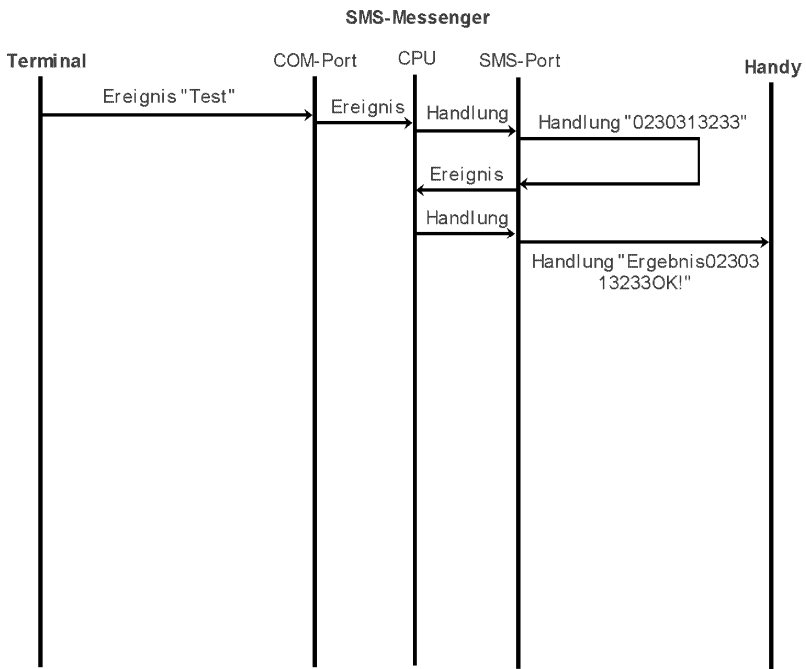 SMS-Messenger
Terminal
COM-Port
CPU
SMS-Port
Handy
Ereignis "Test"
Ereignis
Handlung
Handlung "0230313233"
Ereignis
Handlung
Handlung "Ergebnis02303
13233OK!"